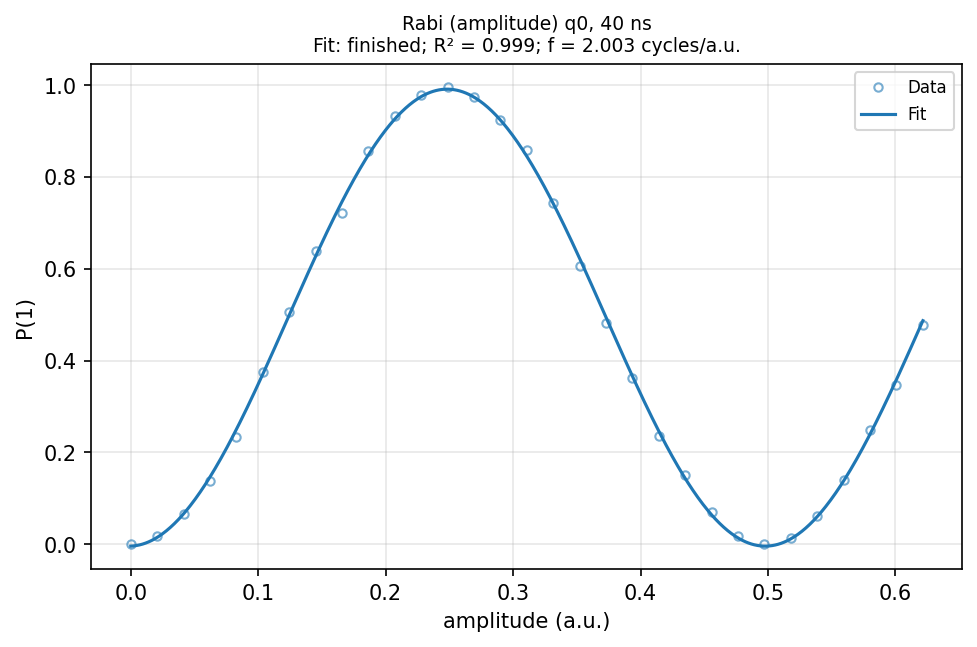 Rabi (amplitude) q0, 40 ns
Fit: finished; R² = 0.999; f = 2.003 cycles/a.u.
Data
Fit
P(1)
1.0
0.8
0.6
0.4
0.2
0.0
0.0 0.1 0.2 0.3 0.4 0.5 0.6
amplitude (a.u.)